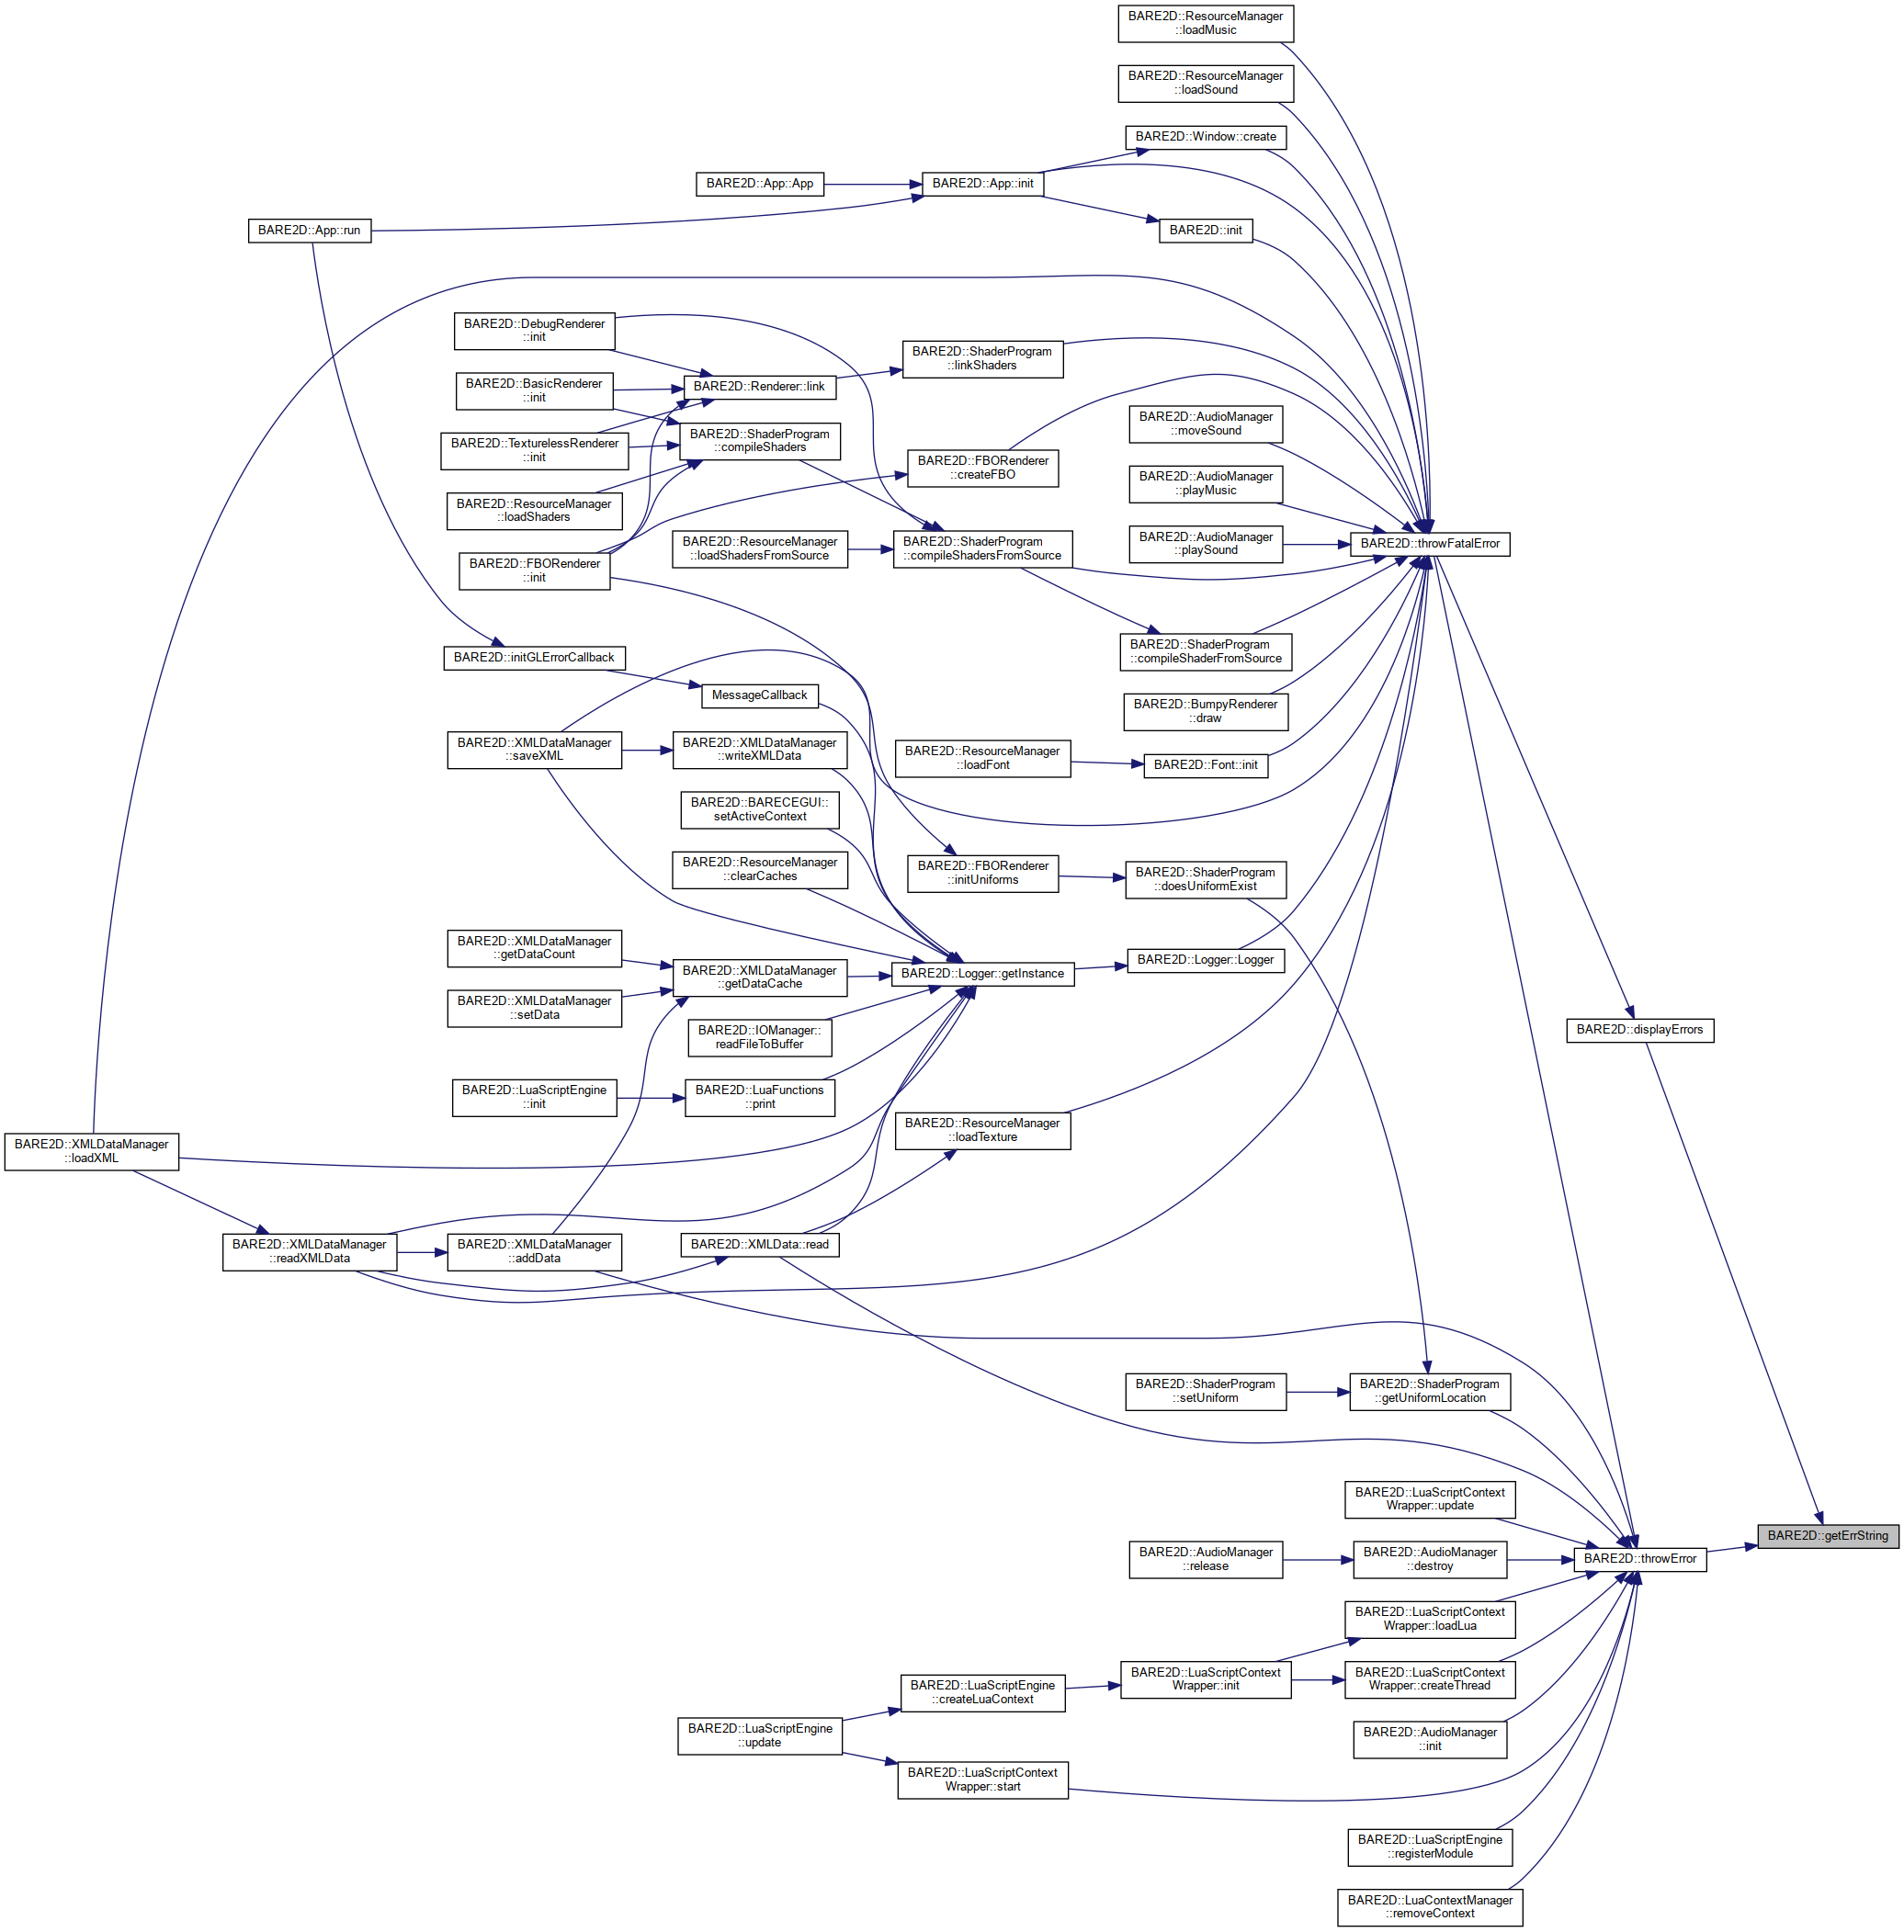 BARE2D::ResourceManager
::loadMusic
BARE2D::ResourceManager
::loadSound
BARE2D::Window::create
BARE2D::App::App
BARE2D::App::init
BARE2D::App::run
BARE2D::init
BARE2D::DebugRenderer
::init
BARE2D::ShaderProgram
::linkShaders
BARE2D::BasicRenderer
::init
BARE2D::Renderer::link
BARE2D::AudioManager
::moveSound
BARE2D::TexturelessRenderer
::init
BARE2D::ShaderProgram
::compileShaders
BARE2D::FBORenderer
::createFBO
BARE2D::AudioManager
::playMusic
BARE2D::ResourceManager
::loadShaders
BARE2D::AudioManager
::playSound
BARE2D::throwFatalError
BARE2D::ResourceManager
::loadShadersFromSource
BARE2D::ShaderProgram
::compileShadersFromSource
BARE2D::FBORenderer
::init
BARE2D::ShaderProgram
::compileShaderFromSource
BARE2D::initGLErrorCallback
MessageCallback
BARE2D::BumpyRenderer
::draw
BARE2D::XMLDataManager
::saveXML
BARE2D::XMLDataManager
::writeXMLData
BARE2D::ResourceManager
::loadFont
BARE2D::Font::init
BARE2D::BARECEGUI::
setActiveContext
BARE2D::ResourceManager
::clearCaches
BARE2D::FBORenderer
::initUniforms
BARE2D::ShaderProgram
::doesUniformExist
BARE2D::XMLDataManager
::getDataCount
BARE2D::XMLDataManager
::getDataCache
BARE2D::Logger::getInstance
BARE2D::Logger::Logger
BARE2D::XMLDataManager
::setData
BARE2D::IOManager::
readFileToBuffer
BARE2D::displayErrors
BARE2D::LuaScriptEngine
::init
BARE2D::LuaFunctions
::print
BARE2D::ResourceManager
::loadTexture
BARE2D::XMLDataManager
::loadXML
BARE2D::XMLDataManager
::readXMLData
BARE2D::XMLDataManager
::addData
BARE2D::XMLData::read
BARE2D::ShaderProgram
::setUniform
BARE2D::ShaderProgram
::getUniformLocation
BARE2D::LuaScriptContext
Wrapper::update
BARE2D::getErrString
BARE2D::AudioManager
::release
BARE2D::AudioManager
::destroy
BARE2D::throwError
BARE2D::LuaScriptContext
Wrapper::loadLua
BARE2D::LuaScriptEngine
::createLuaContext
BARE2D::LuaScriptContext
Wrapper::init
BARE2D::LuaScriptContext
Wrapper::createThread
BARE2D::LuaScriptEngine
::update
BARE2D::AudioManager
::init
BARE2D::LuaScriptContext
Wrapper::start
BARE2D::LuaScriptEngine
::registerModule
BARE2D::LuaContextManager
::removeContext